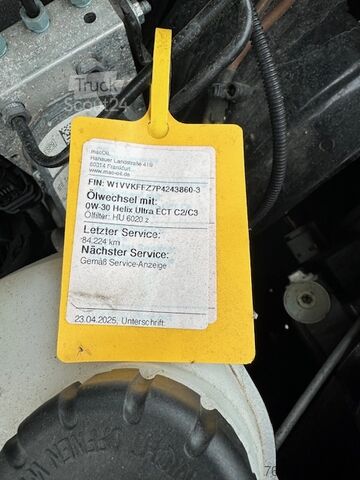 Truck
Scout24
macOil
Hanauer Landstraße 419
60314 Frankfurt
www.mac-oil.de
FIN: W1VVKFFZ7P4243860-3
Ölwechsel mit:
0W-30 Helix Ultra ECT C2/C3
Ölfilter: HU 6020 z
Letzter Service:
84.224 km
Nächster Service:
Gemäß Service-Anzeige
23.04.2025, Unterschrift